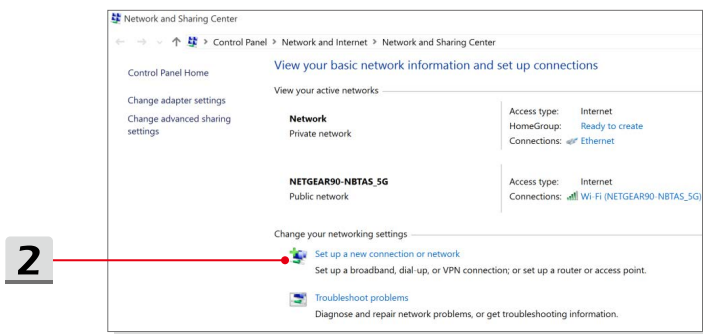 Network and Sharing Center
Control Panel > Network and Internet > Network and Sharing Center
Control Panel Home
Change adapter settings
Change advanced sharing
settings
View your basic network information and set up connections
View your active networks
Network
Private network
Access type: Internet
HomeGroup: Ready to create
Connections: Ethernet
NETGEAR90-NBTAS_5G
Public network
Access type: Internet
Connections: Wi-Fi (NETGEAR90-NBTAS_5G)
Change your networking settings
2
Set up a new connection or network
Set up a broadband, dial-up, or VPN connection; or set up a router or access point.
Troubleshoot problems
Diagnose and repair network problems, or get troubleshooting information.